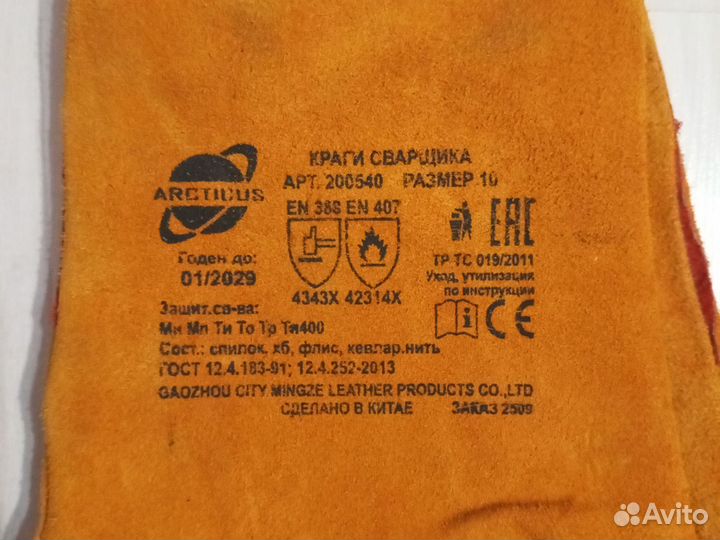 КРАГИ СВАРЩИКА
АРТ. 200540 РАЗМЕР 10
ARCTICUS
EN 388 EN 407
EAC
Годен до:
01/2029
ТР ТС 019/2011
Уход, утилизация
по инструкции
4343X 42314X
i CE
Защит.св-ва:
Ми Мп Ти То Тр Тп400
Сост.: спилок, хб, флис, кевлар.нить
ГОСТ 12.4.183-91; 12.4.252-2013
GAOZHOU CITY MINGZE LEATHER PRODUCTS CO.,LTD
СДЕЛАНО В КИТАЕ ЗАКАЗ 2509
Avito